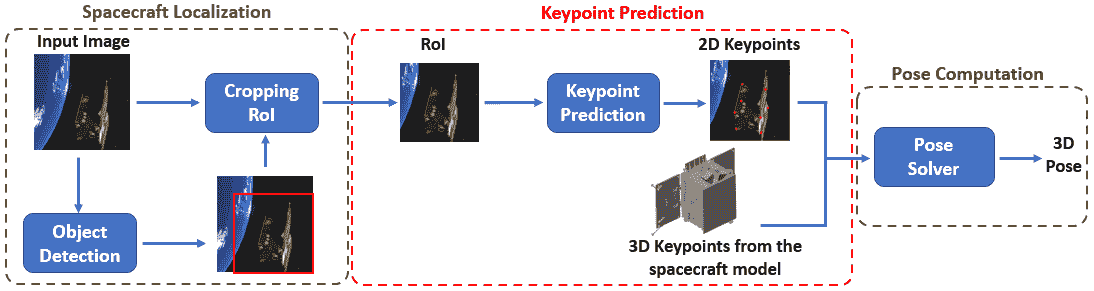 Spacecraft Localization
Input Image
Cropping
RoI
Object
Detection
Keypoint Prediction
RoI
Keypoint
Prediction
2D Keypoints
3D Keypoints from the
spacecraft model
Pose Computation
Pose
Solver
3D
Pose